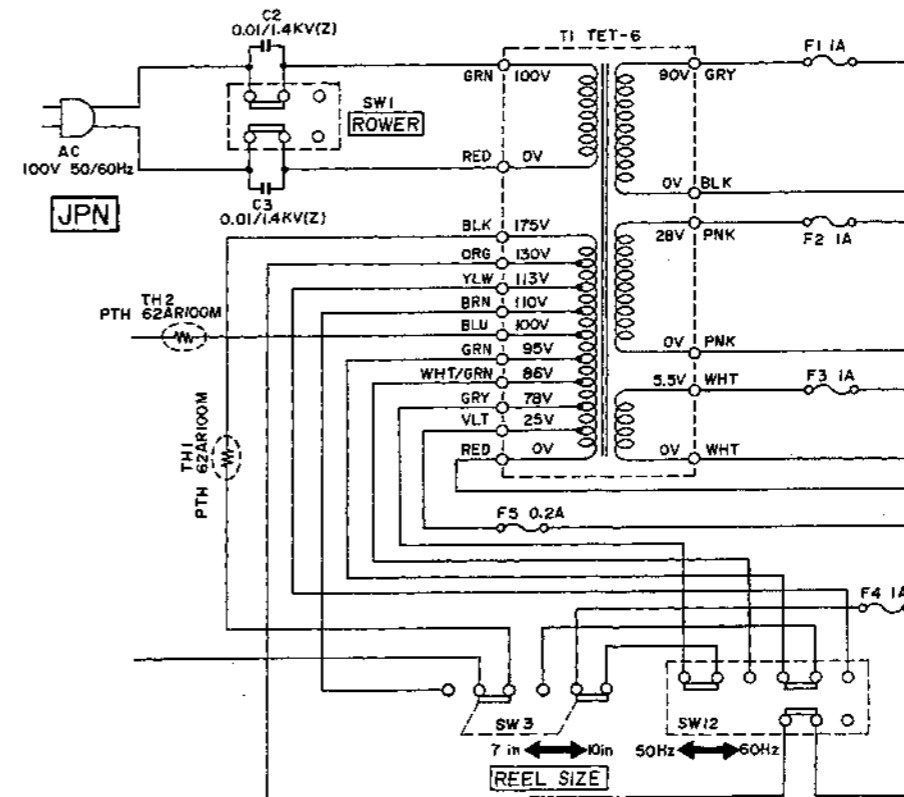 C2
0.01/1.4KV(Z)
SW1
ROWER
AC
100V 50/60Hz
JPN
C3
0.01/1.4KV(Z)
T1 TET-6
GRN 100V
RED 0V
BLK 175V
ORG 130V
YLW 113V
BRN 110V
BLU 100V
GRN 95V
WHT/GRN 86V
GRY 78V
VLT 25V
RED 0V
90V GRY
0V BLK
28V PNK
0V PNK
5.5V WHT
0V WHT
F1 1A
F2 1A
F3 1A
TH2
PTH 62AR100M
TH1
PTH 62AR100M
F5 0.2A
F4 1A
SW3
7 in 10in
REEL SIZE
SW12
50Hz 60Hz